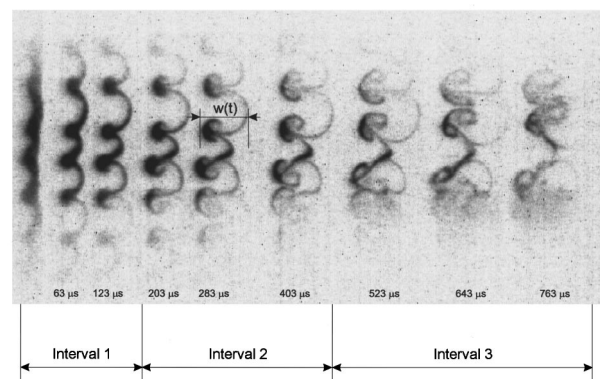 w(t)
63 μs 123 μs 203 μs 283 μs 403 μs 523 μs 643 μs 763 μs
Interval 1 Interval 2 Interval 3